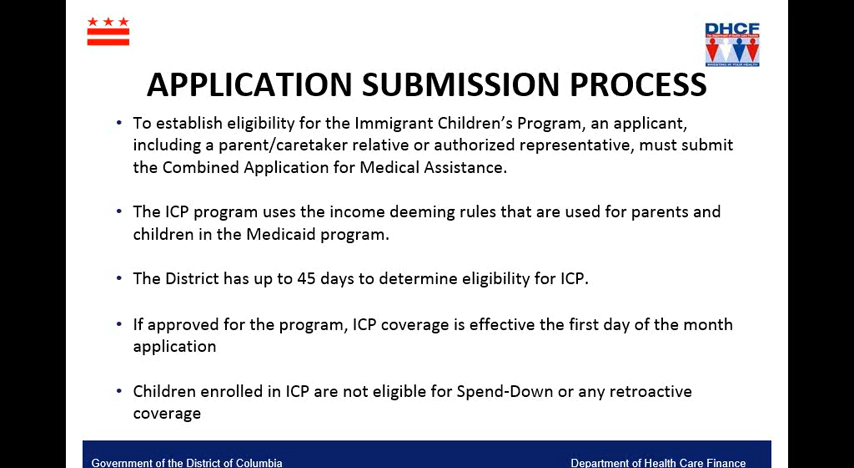 DHCF
APPLICATION SUBMISSION PROCESS
• To establish eligibility for the Immigrant Children's Program, an applicant,
including a parent/caretaker relative or authorized representative, must submit
the Combined Application for Medical Assistance.
• The ICP program uses the income deeming rules that are used for parents and
children in the Medicaid program.
• The District has up to 45 days to determine eligibility for ICP.
• If approved for the program, ICP coverage is effective the first day of the month
application
• Children enrolled in ICP are not eligible for Spend-Down or any retroactive
coverage
Government of the District of Columbia
Department of Health Care Finance